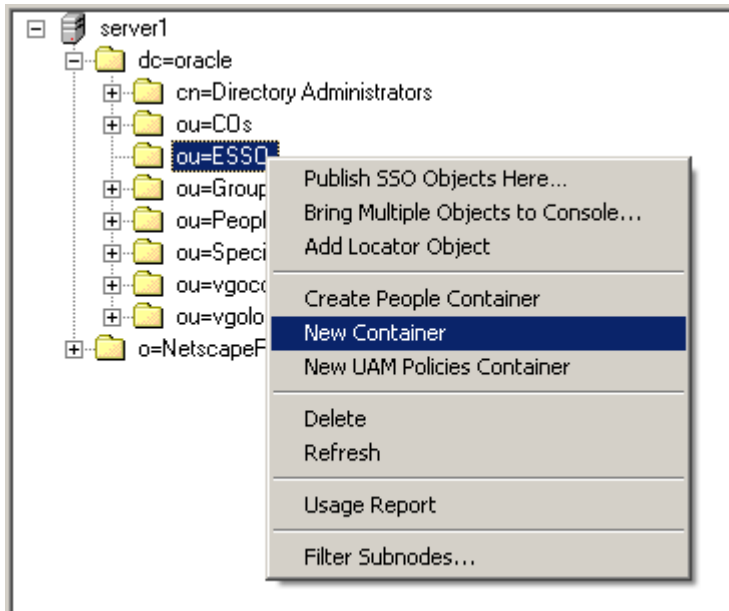 server1
dc=oracle
cn=Directory Administrators
ou=COs
ou=ESSO
ou=Group
ou=Peopl
ou=Speci
ou=vgoco
ou=vgolo
o=NetscapeF
Publish SSO Objects Here...
Bring Multiple Objects to Console...
Add Locator Object
Create People Container
New Container
New UAM Policies Container
Delete
Refresh
Usage Report
Filter Subnodes...